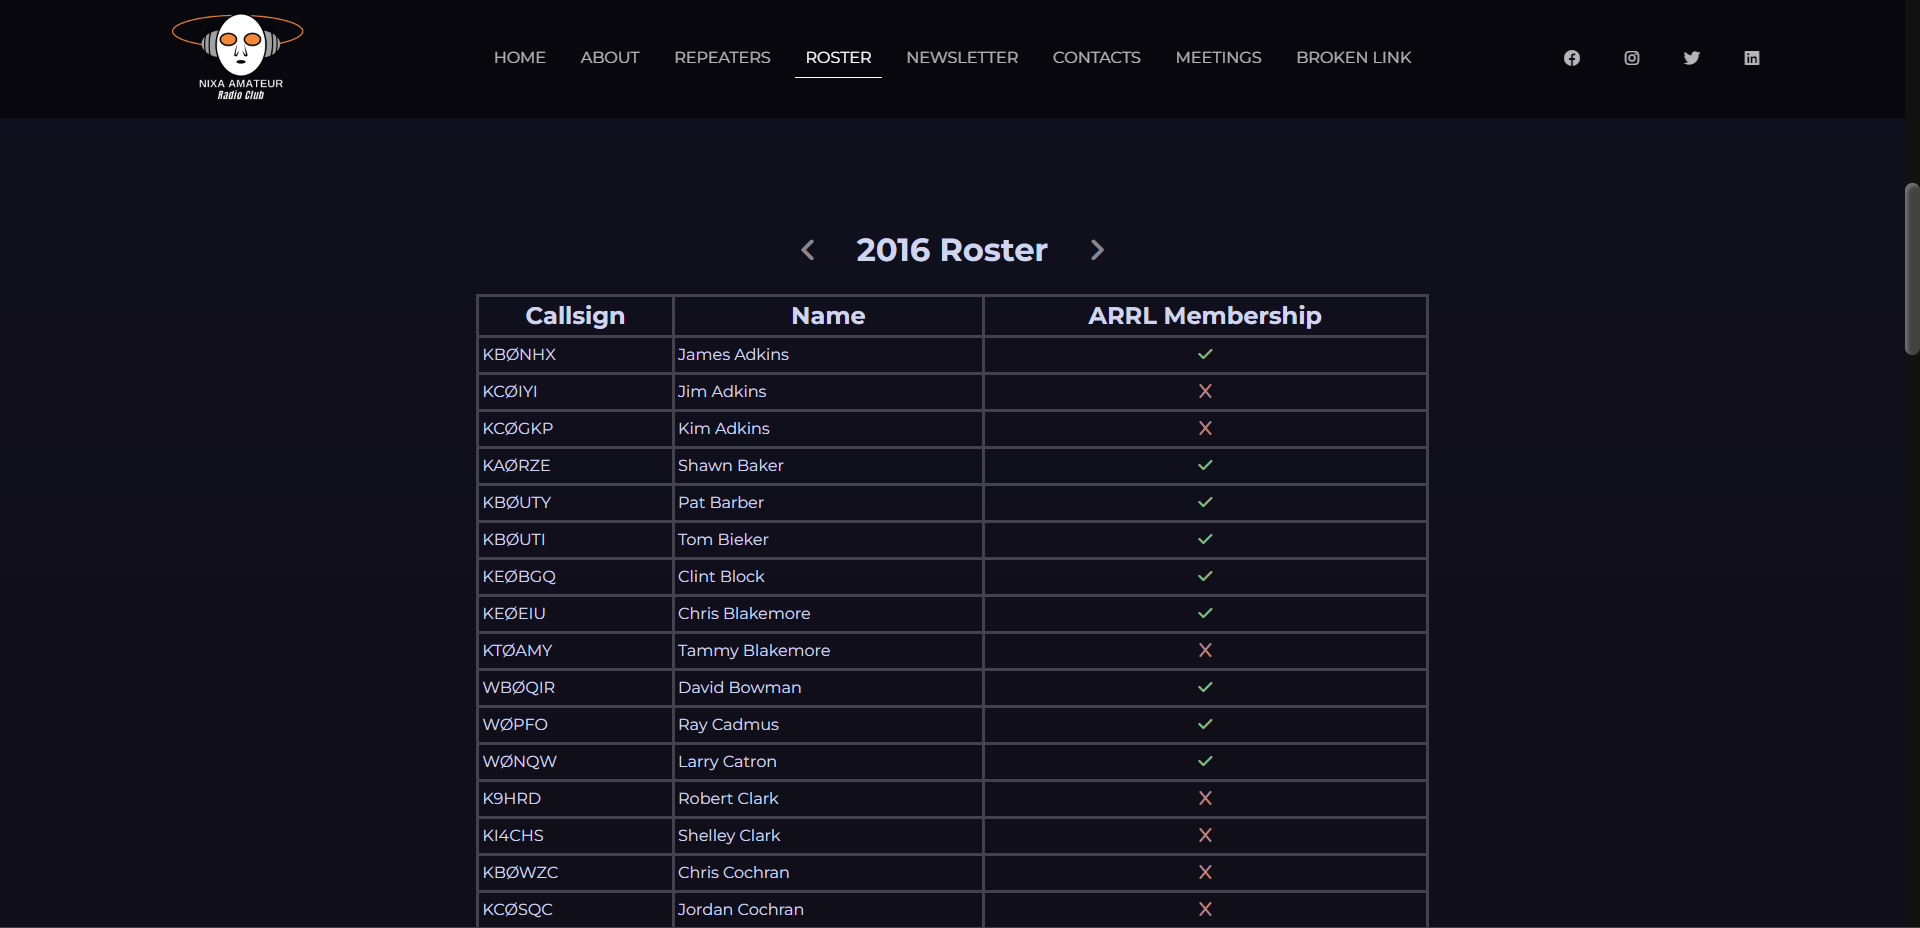 NIXA AMATEUR
Radio Club
HOME ABOUT REPEATERS ROSTER NEWSLETTER CONTACTS MEETINGS BROKEN LINK
2016 Roster
Callsign Name ARRL Membership
KBØNHX James Adkins ✓
KCØIYI Jim Adkins X
KCØGKP Kim Adkins X
KAØRZE Shawn Baker ✓
KBØUTY Pat Barber ✓
KBØUTI Tom Bieker ✓
KEØBGQ Clint Block ✓
KEØEIU Chris Blakemore ✓
KTØAMY Tammy Blakemore X
WBØQIR David Bowman ✓
WØPFO Ray Cadmus ✓
WØNQW Larry Catron ✓
K9HRD Robert Clark X
KI4CHS Shelley Clark X
KBØWZC Chris Cochran X
KCØSQC Jordan Cochran X